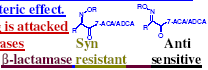 teric effect.
g is attacked
ases
OR
N
R
7-ACA/ADCA
RO
N
R
7-ACA/ADCA
Syn Anti
β-lactamase resistant sensitive